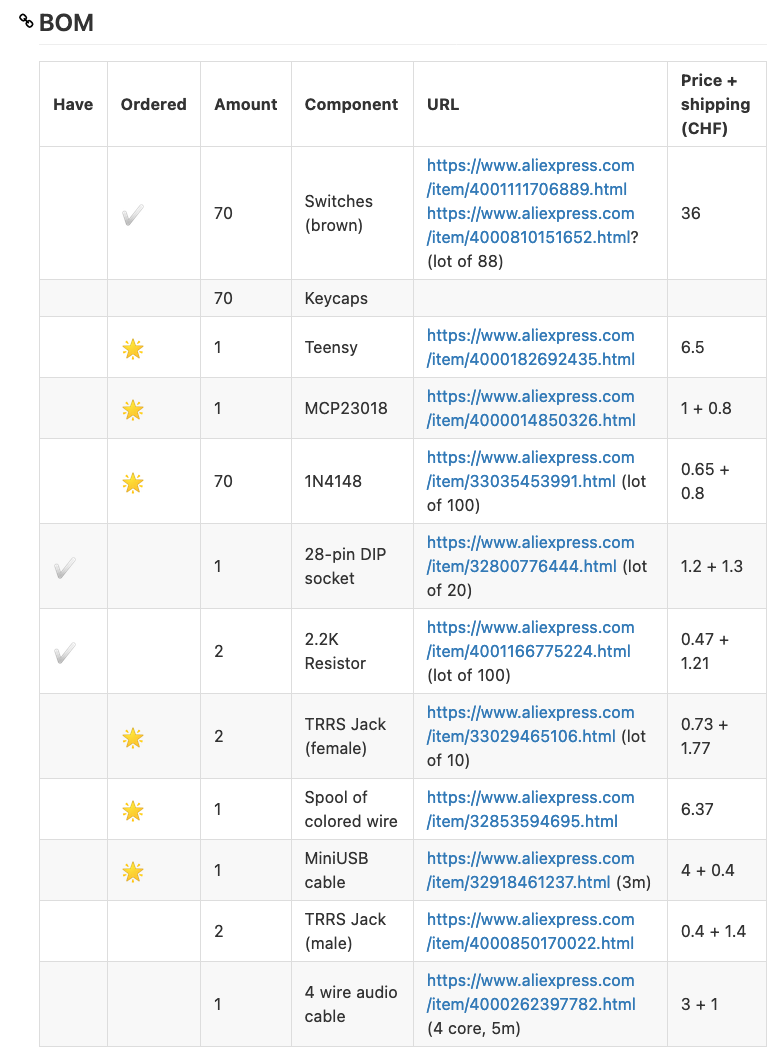 BOM
Have Ordered Amount Component URL Price + shipping (CHF)
70 Switches (brown) https://www.aliexpress.com/item/4001111706889.html https://www.aliexpress.com/item/4000810151652.html? (lot of 88) 36
70 Keycaps
1 Teensy https://www.aliexpress.com/item/4000182692435.html 6.5
1 MCP23018 https://www.aliexpress.com/item/4000014850326.html 1 + 0.8
70 1N4148 https://www.aliexpress.com/item/33035453991.html (lot of 100) 0.65 + 0.8
1 28-pin DIP socket https://www.aliexpress.com/item/32800776444.html (lot of 20) 1.2 + 1.3
2 2.2K Resistor https://www.aliexpress.com/item/4001166775224.html (lot of 100) 0.47 + 1.21
2 TRRS Jack (female) https://www.aliexpress.com/item/33029465106.html (lot of 10) 0.73 + 1.77
1 Spool of colored wire https://www.aliexpress.com/item/32853594695.html 6.37
1 MiniUSB cable https://www.aliexpress.com/item/32918461237.html (3m) 4 + 0.4
2 TRRS Jack (male) https://www.aliexpress.com/item/4000850170022.html 0.4 + 1.4
1 4 wire audio cable https://www.aliexpress.com/item/4000262397782.html (4 core, 5m) 3 + 1